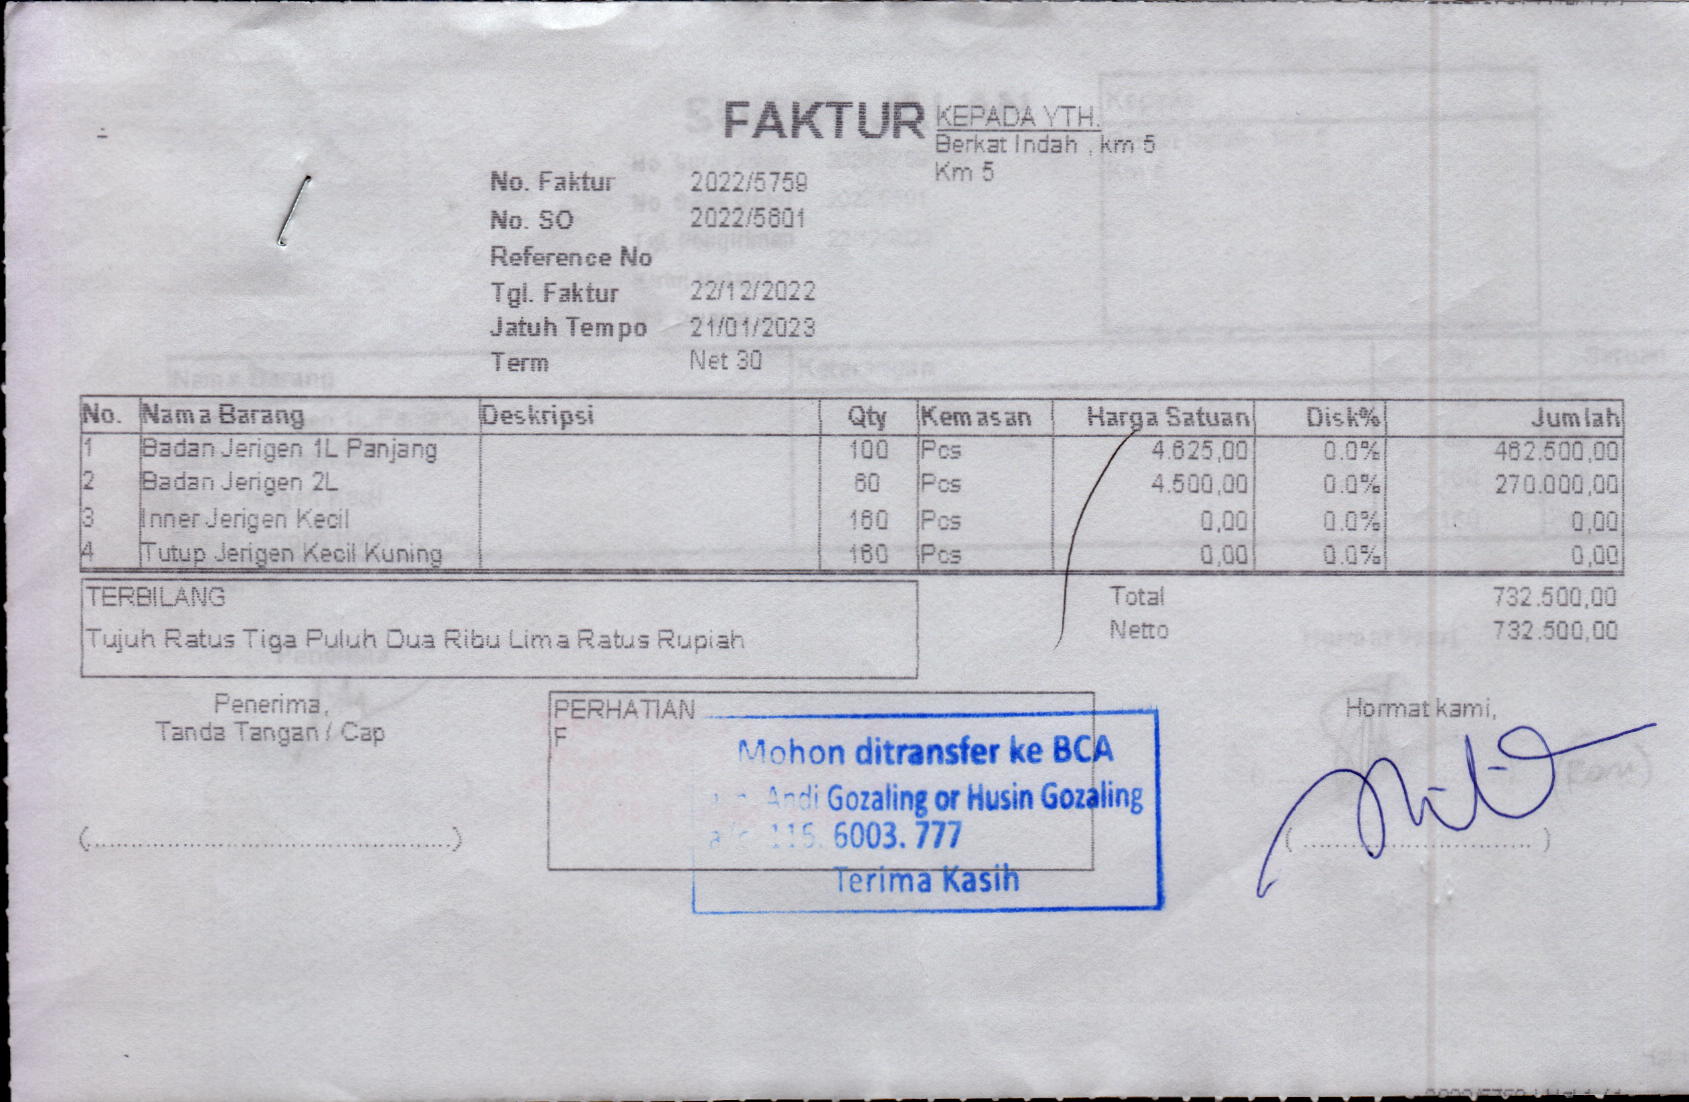 FAKTUR
KEPADA YTH.
Berkat Indah , km 5
Km 5
No. Faktur 2022/5759
No. SO 2022/5601
Reference No
Tgl. Faktur 22/12/2022
Jatuh Tempo 21/01/2023
Term Net 30
No. Nama Barang Deskripsi Qty Kemasan Harga Satuan Disk% Jumlah
1 Badan Jerigen 1L Panjang 100 Pcs 4.625,00 0.0% 462.500,00
2 Badan Jerigen 2L 60 Pcs 4.500,00 0.0% 270.000,00
3 Inner Jerigen Kecil 160 Pcs 0,00 0.0% 0,00
4 Tutup Jerigen Kecil Kuning 160 Pcs 0,00 0.0% 0,00
TERBILANG
Tujuh Ratus Tiga Puluh Dua Ribu Lima Ratus Rupiah
Total 732.500,00
Netto 732.500,00
Penerima,
Tanda Tangan / Cap
PERHATIAN
F
Mohon ditransfer ke BCA
Andi Gozaling or Husin Gozaling
a/c 116. 6003. 777
Terima Kasih
Hormat kami,
(..............................................)
( .............................. )